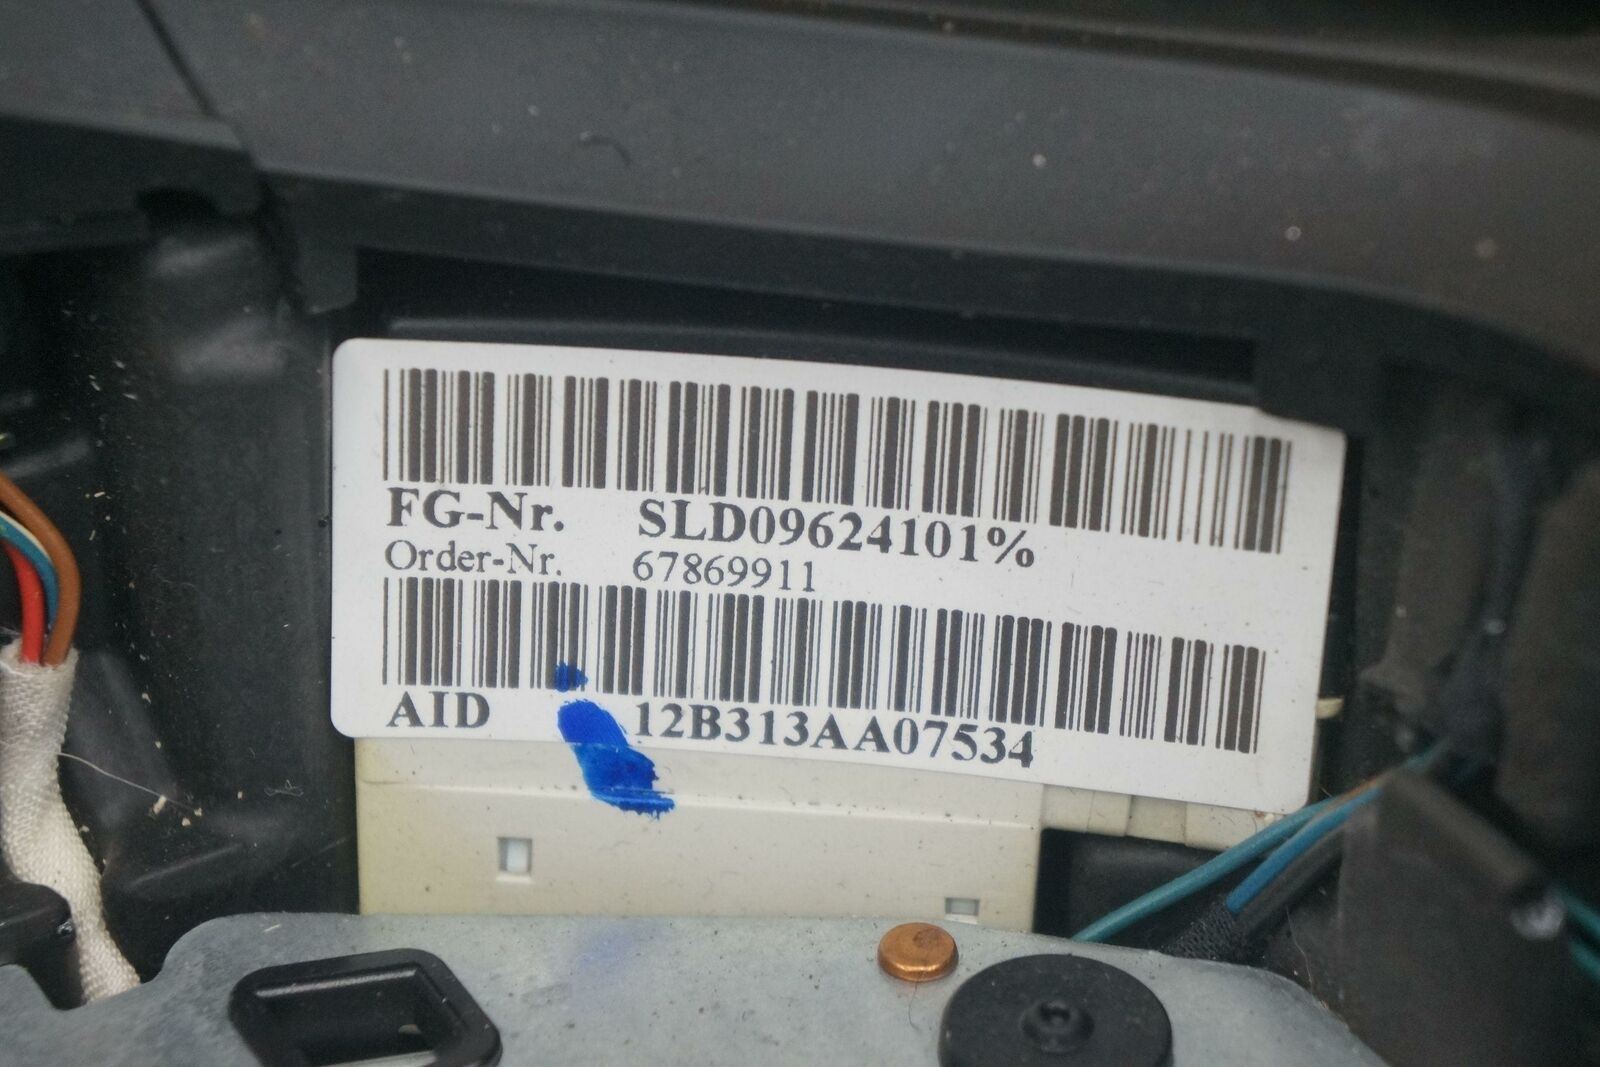 FG-Nr. SLD09624101%
Order-Nr. 67869911
AID 12B313AA07534